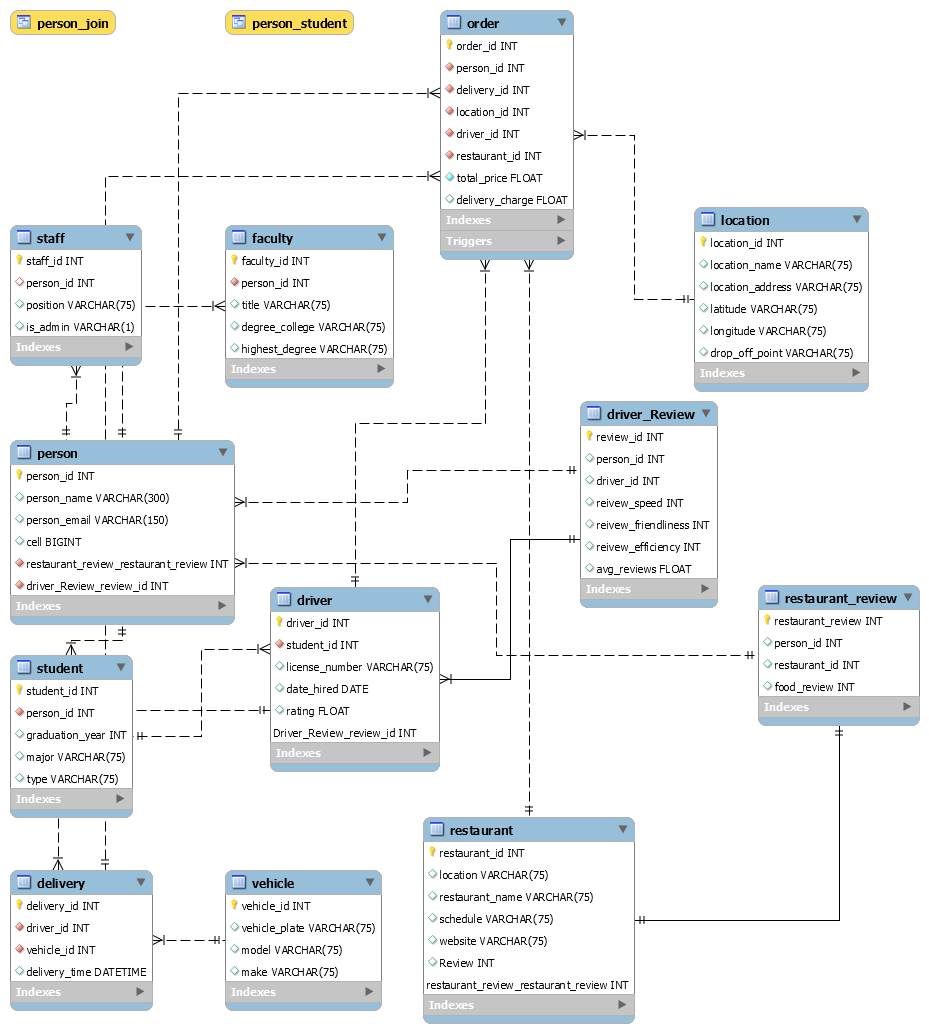 person_join
person_student
order
order_id INT
person_id INT
delivery_id INT
location_id INT
driver_id INT
restaurant_id INT
total_price FLOAT
delivery_charge FLOAT
Indexes
Triggers
staff
staff_id INT
person_id INT
position VARCHAR(75)
is_admin VARCHAR(1)
Indexes
faculty
faculty_id INT
person_id INT
title VARCHAR(75)
degree_college VARCHAR(75)
highest_degree VARCHAR(75)
Indexes
location
location_id INT
location_name VARCHAR(75)
location_address VARCHAR(75)
latitude VARCHAR(75)
longitude VARCHAR(75)
drop_off_point VARCHAR(75)
Indexes
person
person_id INT
person_name VARCHAR(300)
person_email VARCHAR(150)
cell BIGINT
restaurant_review_restaurant_review INT
driver_Review_review_id INT
Indexes
driver_Review
review_id INT
person_id INT
driver_id INT
reivew_speed INT
reivew_friendliness INT
reivew_efficiency INT
avg_reviews FLOAT
Indexes
driver
driver_id INT
student_id INT
license_number VARCHAR(75)
date_hired DATE
rating FLOAT
Driver_Review_review_id INT
Indexes
restaurant_review
restaurant_review INT
person_id INT
restaurant_id INT
food_review INT
Indexes
student
student_id INT
person_id INT
graduation_year INT
major VARCHAR(75)
type VARCHAR(75)
Indexes
restaurant
restaurant_id INT
location VARCHAR(75)
restaurant_name VARCHAR(75)
schedule VARCHAR(75)
website VARCHAR(75)
Review INT
restaurant_review_restaurant_review INT
Indexes
delivery
delivery_id INT
driver_id INT
vehicle_id INT
delivery_time DATETIME
Indexes
vehicle
vehicle_id INT
vehicle_plate VARCHAR(75)
model VARCHAR(75)
make VARCHAR(75)
Indexes